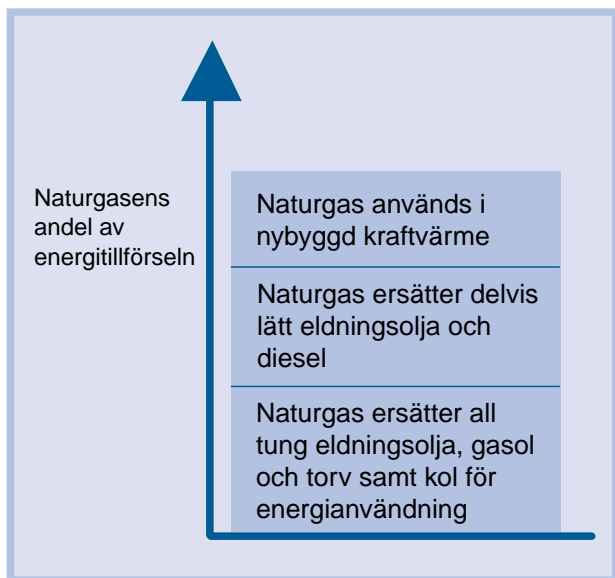 Naturgasens
andel av
energitillförseln
Naturgas används i
nybyggd kraftvärme
Naturgas ersätter delvis
lätt eldningsolja och
diesel
Naturgas ersätter all
tung eldningsolja, gasol
och torv samt kol för
energianvändning